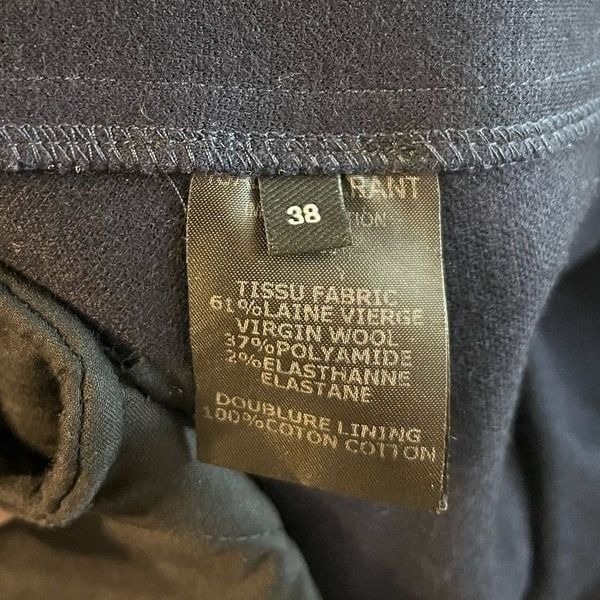 RANT
38
TISSU FABRIC
61%LAINE VIERGE
VIRGIN WOOL
37%POLYAMIDE
2%ELASTHANNE
ELASTANE
DOUBLURE LINING
100%COTON COTTON